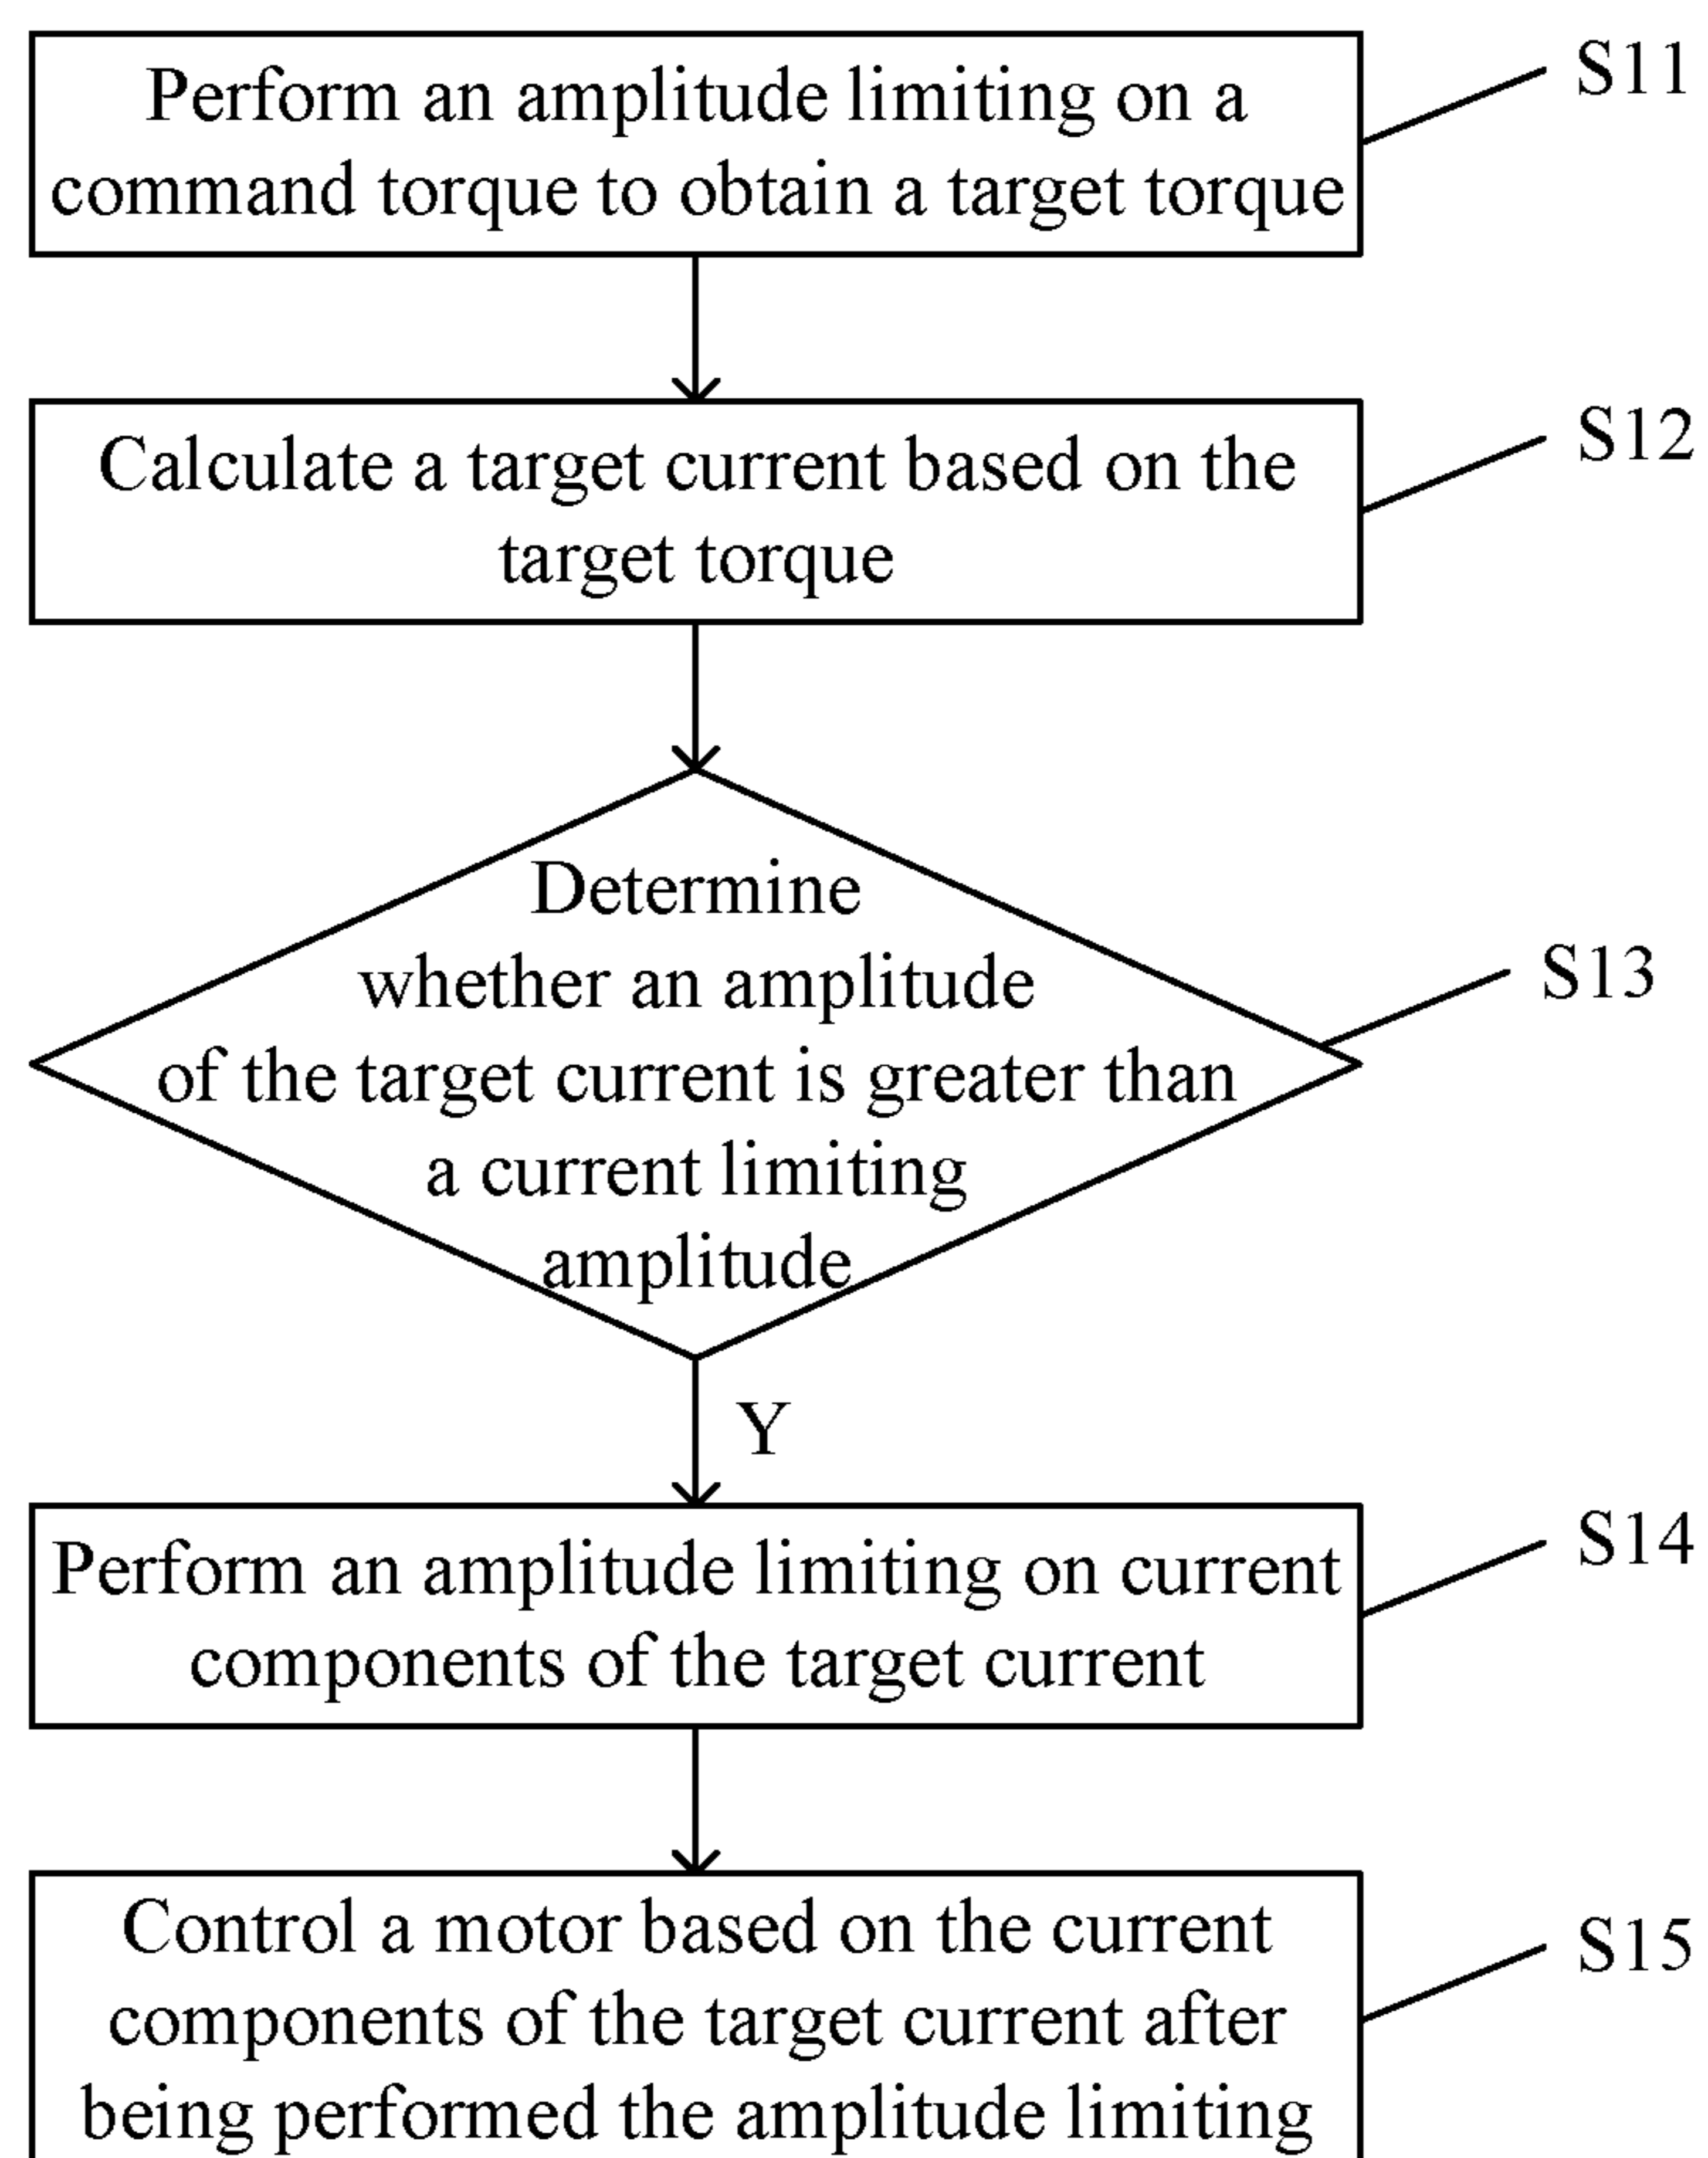 Perform an amplitude limiting on a
command torque to obtain a target torque
S11
Calculate a target current based on the
target torque
S12
Determine
whether an amplitude
of the target current is greater than
a current limiting
amplitude
S13
Y
Perform an amplitude limiting on current
components of the target current
S14
Control a motor based on the current
components of the target current after
being performed the amplitude limiting
S15